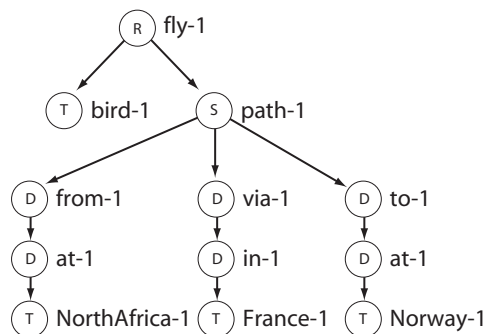 R fly-1
T bird-1 S path-1
D from-1 D via-1 D to-1
D at-1 D in-1 D at-1
T NorthAfrica-1 T France-1 T Norway-1